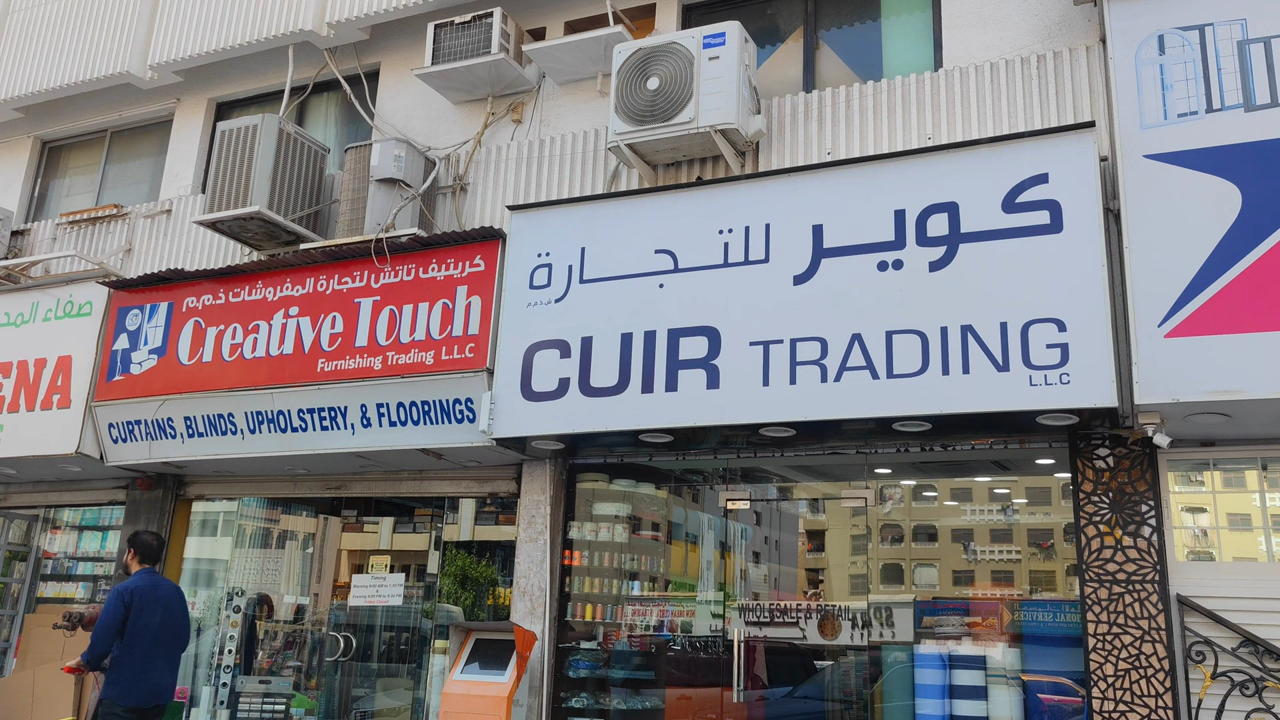 صفاء المد
ENA
كريتيف تاتش لتجارة المفروشات ذ.م.م
Creative Touch
Furnishing Trading L.L.C
CURTAINS, BLINDS, UPHOLSTERY, & FLOORINGS
كوير للتجارة
ش.ذ.م.م
CUIR TRADING
L.L.C
Timing
WHOLESALE & RETAIL